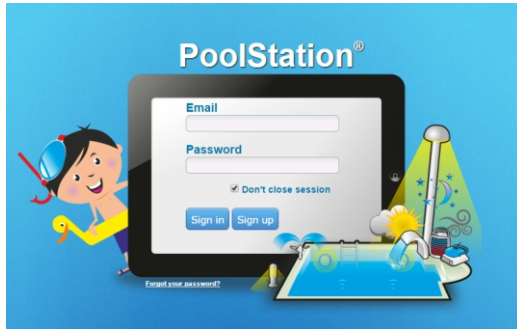 PoolStation®
Email
Password
Don't close session
Sign in Sign up
Forgot your password?